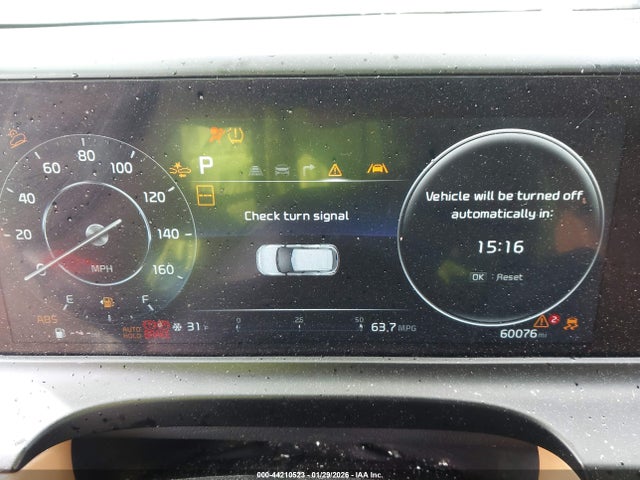 80
60 100
40 120
20 140
160
MPH
E F
ABS
AUTO HOLD
31°F
P
Check turn signal
0 25 50
63.7 MPG
Vehicle will be turned off
automatically in:
15:16
OK : Reset
2
60076 mi
000-44210523 - 01/29/2026 - IAA Inc.